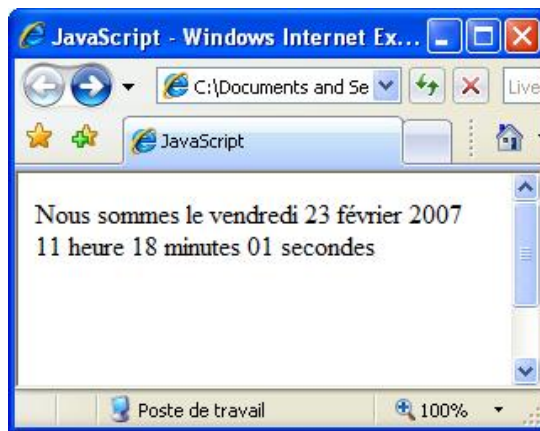 JavaScript - Windows Internet Ex...
C:\Documents and Se
Live
JavaScript
Nous sommes le vendredi 23 février 2007
11 heure 18 minutes 01 secondes
Poste de travail
100%